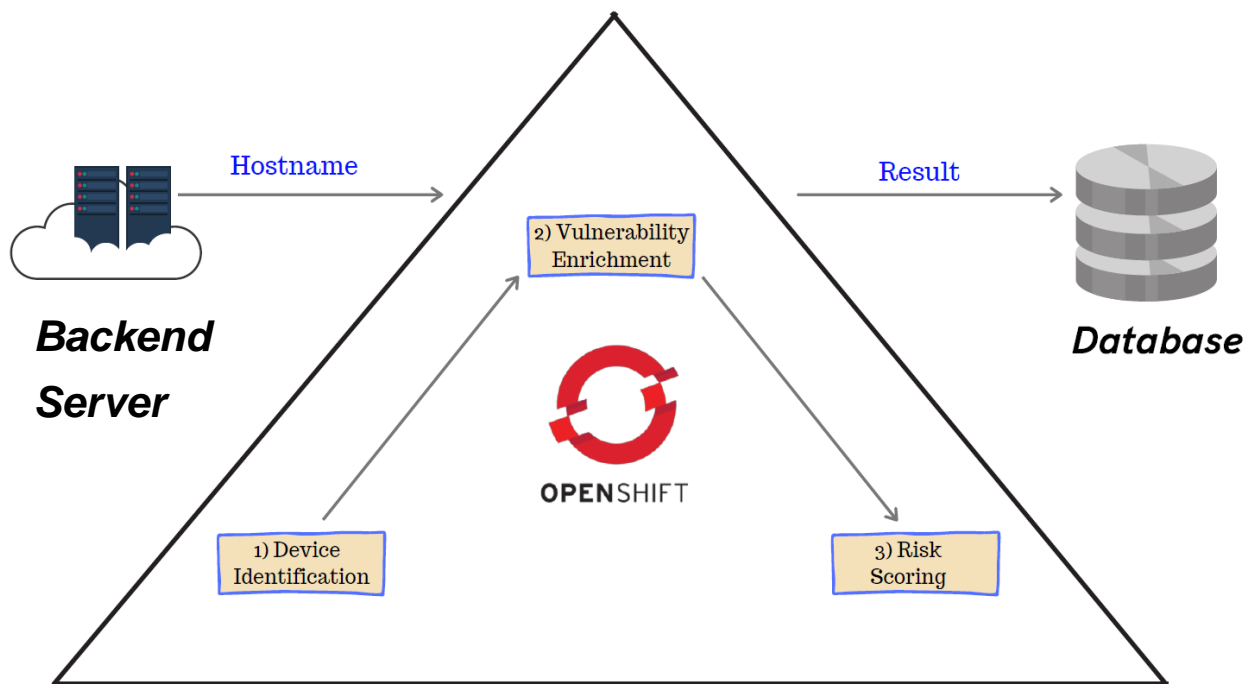 Hostname
Result
2) Vulnerability
Enrichment
Backend
Server
Database
OPENSHIFT
1) Device
Identification
3) Risk
Scoring